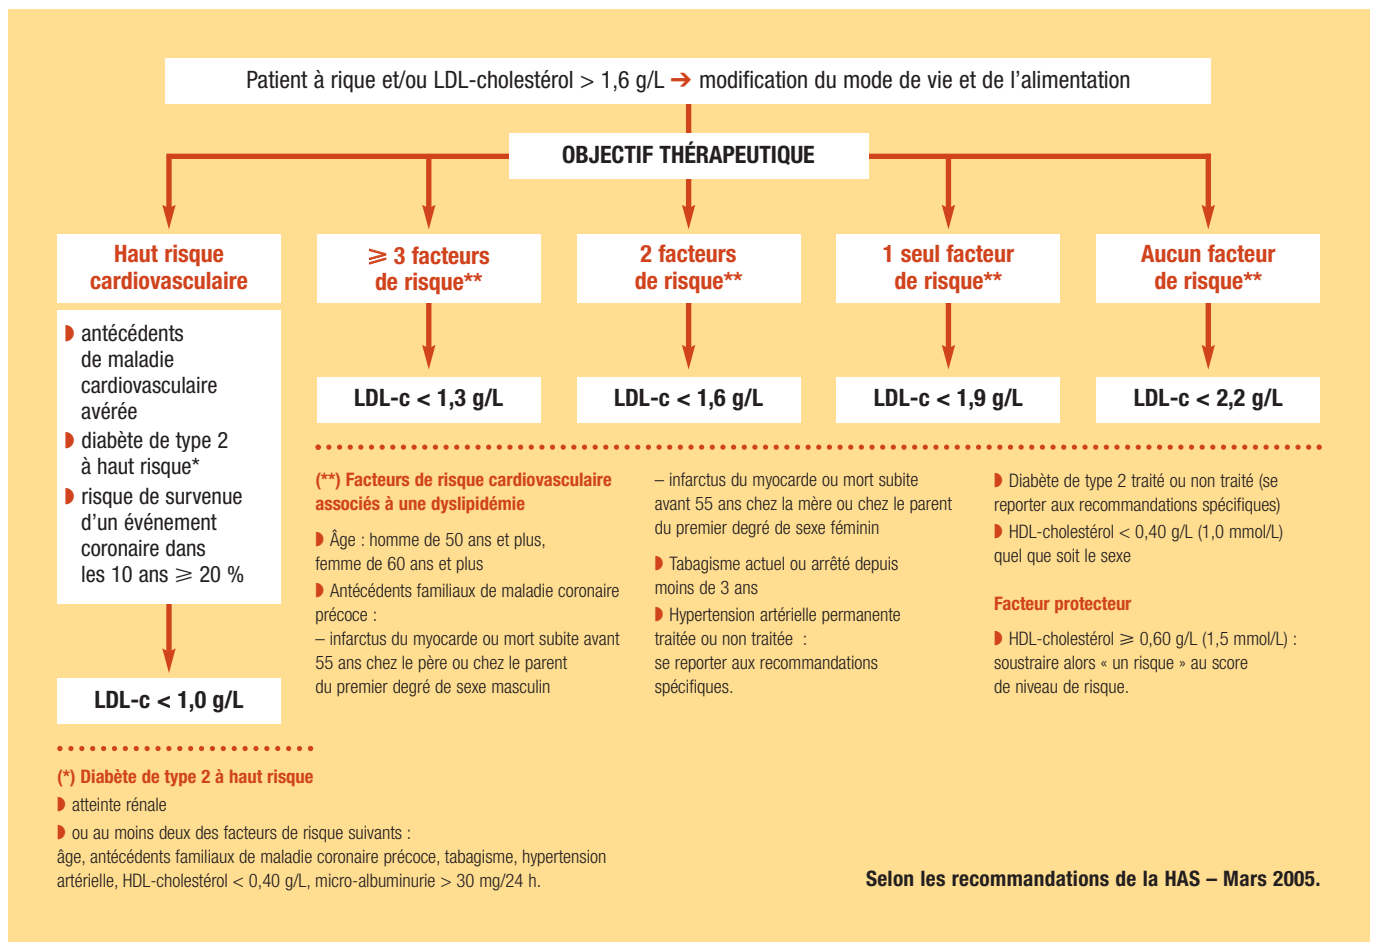 Patient à rique et/ou LDL-cholestérol > 1,6 g/L ➔ modification du mode de vie et de l’alimentation
OBJECTIF THÉRAPEUTIQUE
Haut risque
cardiovasculaire
◗ antécédents
de maladie
cardiovasculaire
avérée
◗ diabète de type 2
à haut risque*
◗ risque de survenue
d’un événement
coronaire dans
les 10 ans ⩾ 20 %
LDL-c < 1,0 g/L
⩾ 3 facteurs
de risque**
LDL-c < 1,3 g/L
2 facteurs
de risque**
LDL-c < 1,6 g/L
1 seul facteur
de risque**
LDL-c < 1,9 g/L
Aucun facteur
de risque**
LDL-c < 2,2 g/L
(**) Facteurs de risque cardiovasculaire
associés à une dyslipidémie
◗ Âge : homme de 50 ans et plus,
femme de 60 ans et plus
◗ Antécédents familiaux de maladie coronaire
précoce :
– infarctus du myocarde ou mort subite avant
55 ans chez le père ou chez le parent
du premier degré de sexe masculin
– infarctus du myocarde ou mort subite
avant 55 ans chez la mère ou chez le parent
du premier degré de sexe féminin
◗ Tabagisme actuel ou arrêté depuis
moins de 3 ans
◗ Hypertension artérielle permanente
traitée ou non traitée :
se reporter aux recommandations
spécifiques.
◗ Diabète de type 2 traité ou non traité (se
reporter aux recommandations spécifiques)
◗ HDL-cholestérol < 0,40 g/L (1,0 mmol/L)
quel que soit le sexe
Facteur protecteur
◗ HDL-cholestérol ⩾ 0,60 g/L (1,5 mmol/L) :
soustraire alors « un risque » au score
de niveau de risque.
(*) Diabète de type 2 à haut risque
◗ atteinte rénale
◗ ou au moins deux des facteurs de risque suivants :
âge, antécédents familiaux de maladie coronaire précoce, tabagisme, hypertension
artérielle, HDL-cholestérol < 0,40 g/L, micro-albuminurie > 30 mg/24 h.
Selon les recommandations de la HAS – Mars 2005.